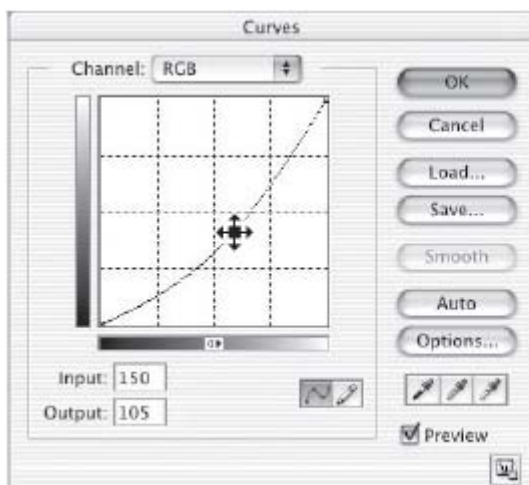 Curves
Channel: RGB
OK
Cancel
Load...
Save...
Smooth
Auto
Options...
Input: 150
Output: 105
Preview